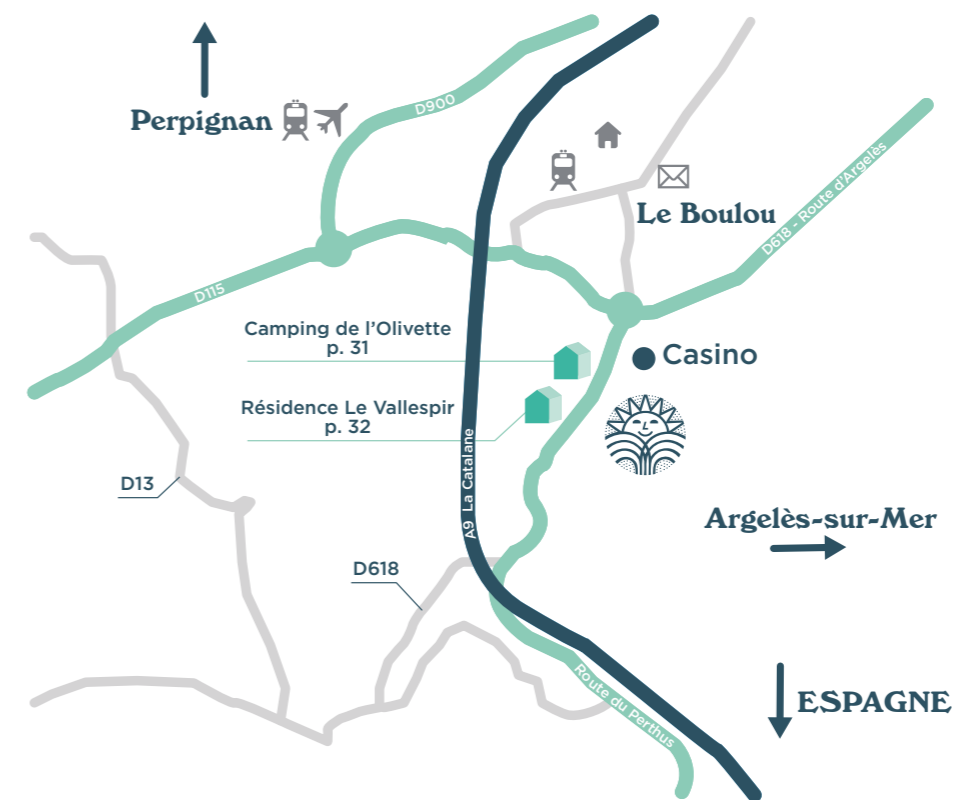 D900
Perpignan
Le Boulou
D618 - Route d'Argelès
D115
Camping de l'Olivette
p. 31
Casino
Résidence Le Vallespir
p. 32
A9 La Catalane
D13
Argelès-sur-Mer
D618
Route du Perthus
ESPAGNE